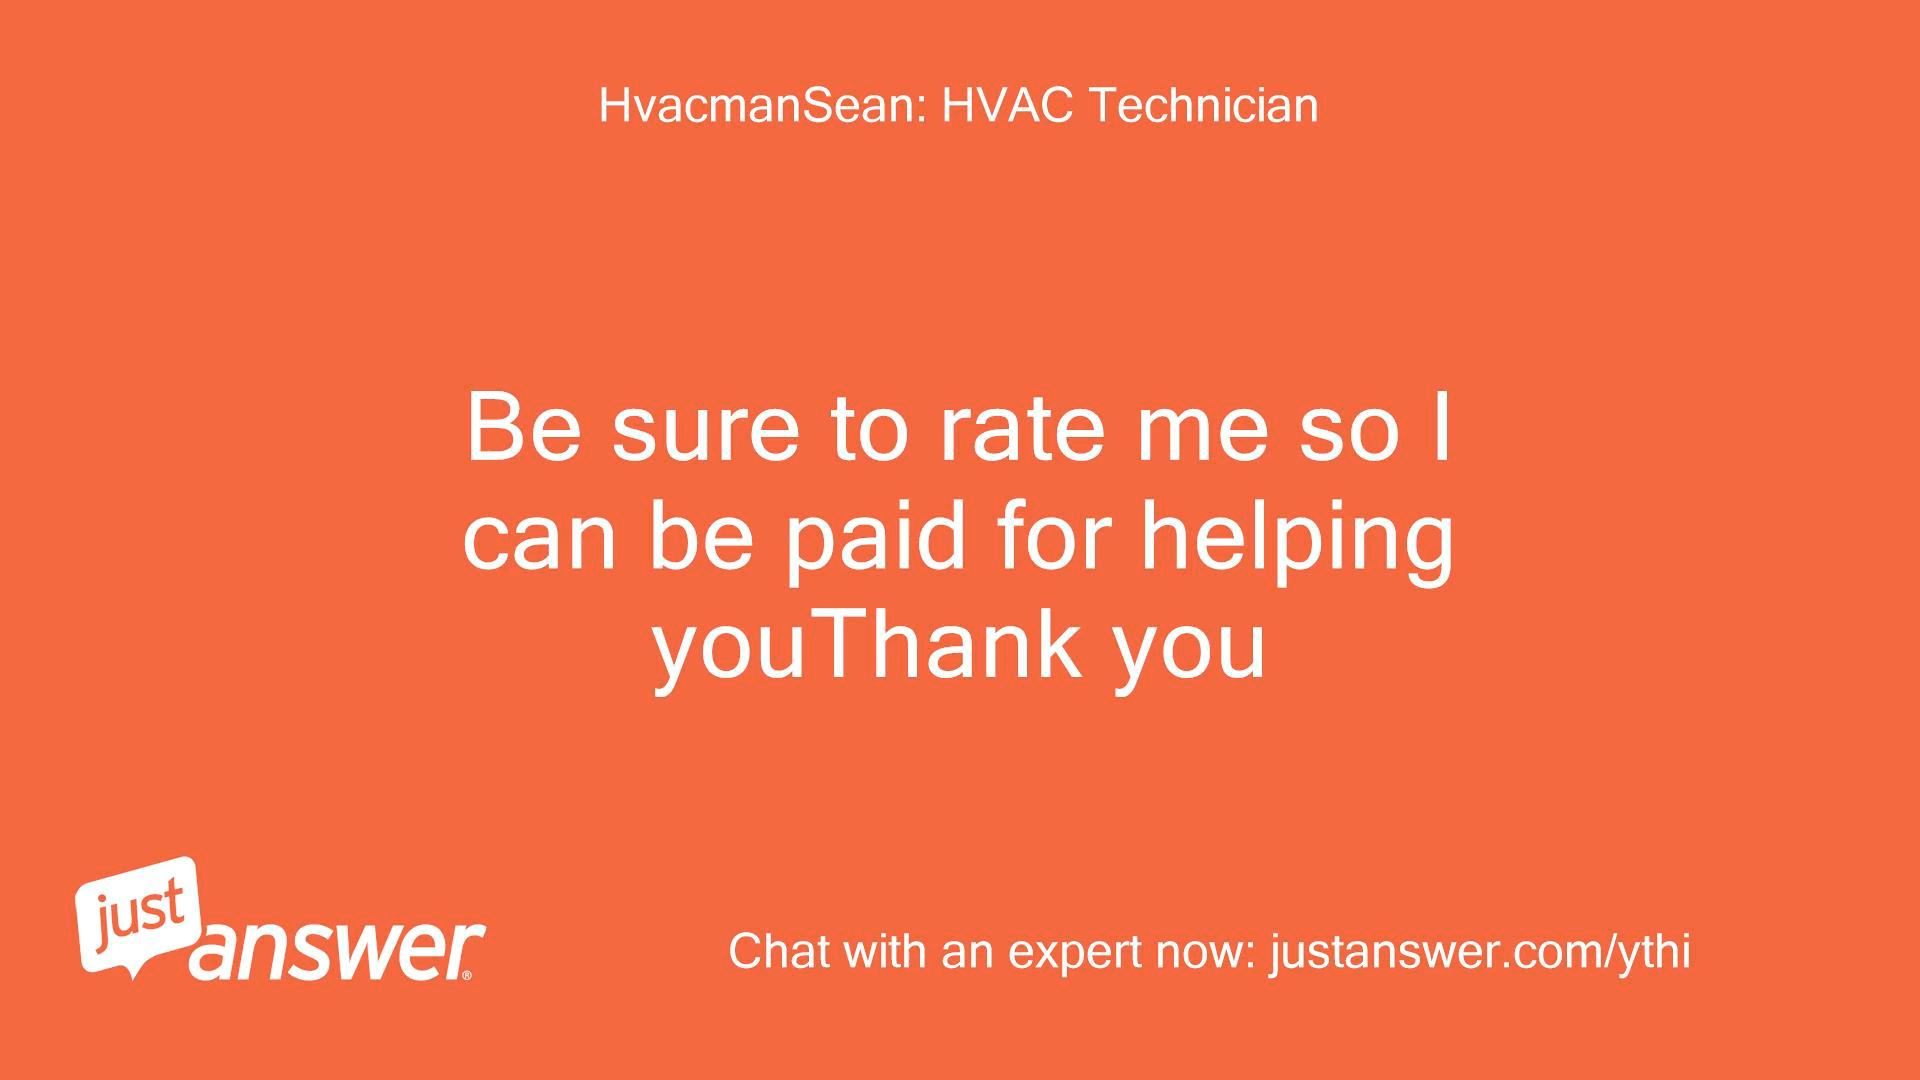 HvacmanSean: HVAC Technician
Be sure to rate me so I
can be paid for helping
youThank you
just
answer®
Chat with an expert now: justanswer.com/ythi